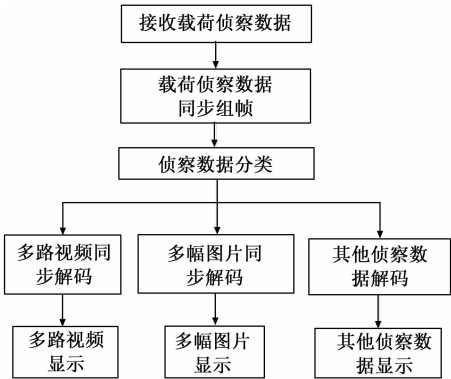 接收载荷侦察数据
载荷侦察数据
同步组帧
侦察数据分类
多路视频同
步解码
多幅图片同
步解码
其他侦察数
据解码
多路视频
显示
多幅图片
显示
其他侦察数
据显示